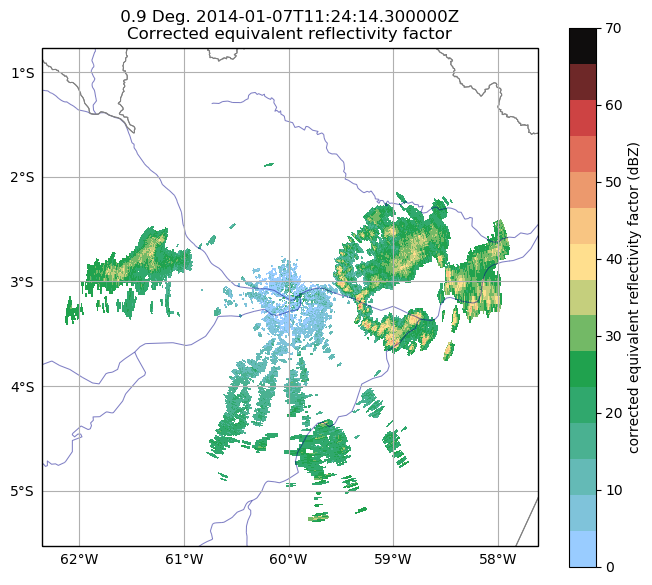 0.9 Deg. 2014-01-07T11:24:14.300000Z
Corrected equivalent reflectivity factor
1°S
2°S
3°S
4°S
5°S
62°W
61°W
60°W
59°W
58°W
70
60
50
40
30
20
10
0
corrected equivalent reflectivity factor (dBZ)